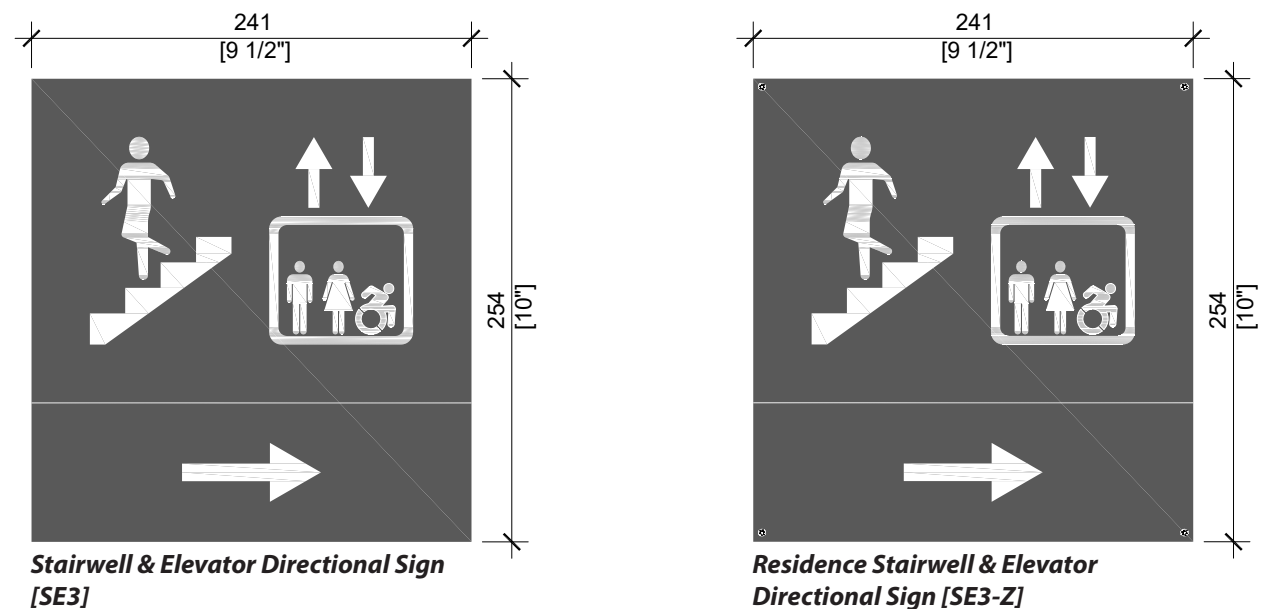 241
[9 1/2"]
254
[10"]
Stairwell & Elevator Directional Sign
[SE3]
241
[9 1/2"]
254
[10"]
Residence Stairwell & Elevator
Directional Sign [SE3-Z]